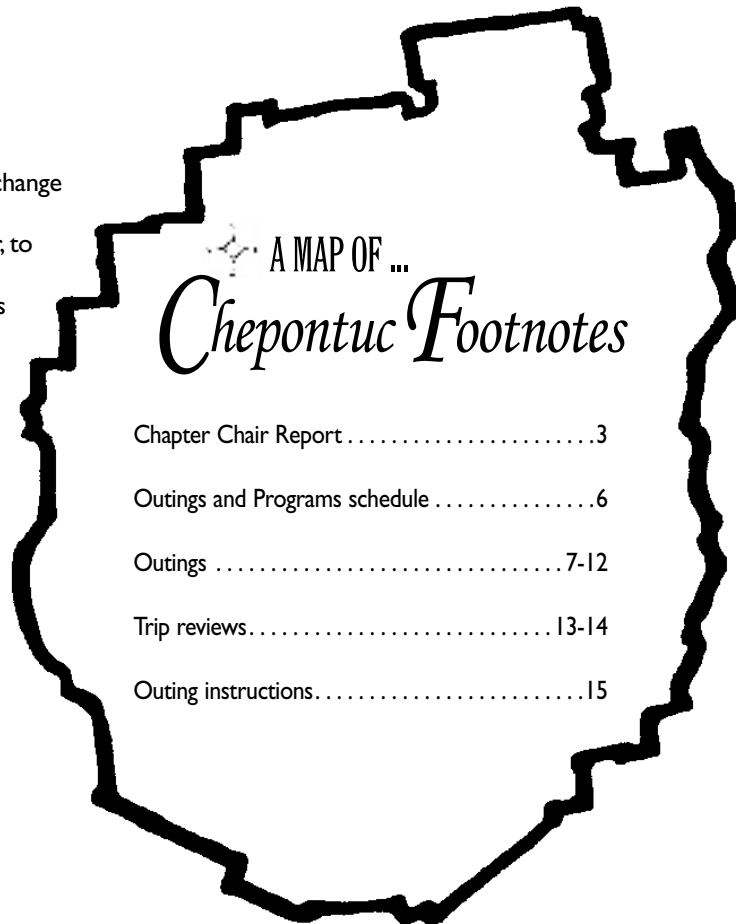 change
, to
s
A MAP OF ...
Chepontuc Footnotes
Chapter Chair Report . . . . . . . . . . . . . . . . . . . . . . . .3
Outings and Programs schedule . . . . . . . . . . . . . . .6
Outings . . . . . . . . . . . . . . . . . . . . . . . . . . . . . . . . .7-12
Trip reviews. . . . . . . . . . . . . . . . . . . . . . . . . . . . 13-14
Outing instructions. . . . . . . . . . . . . . . . . . . . . . . . .15